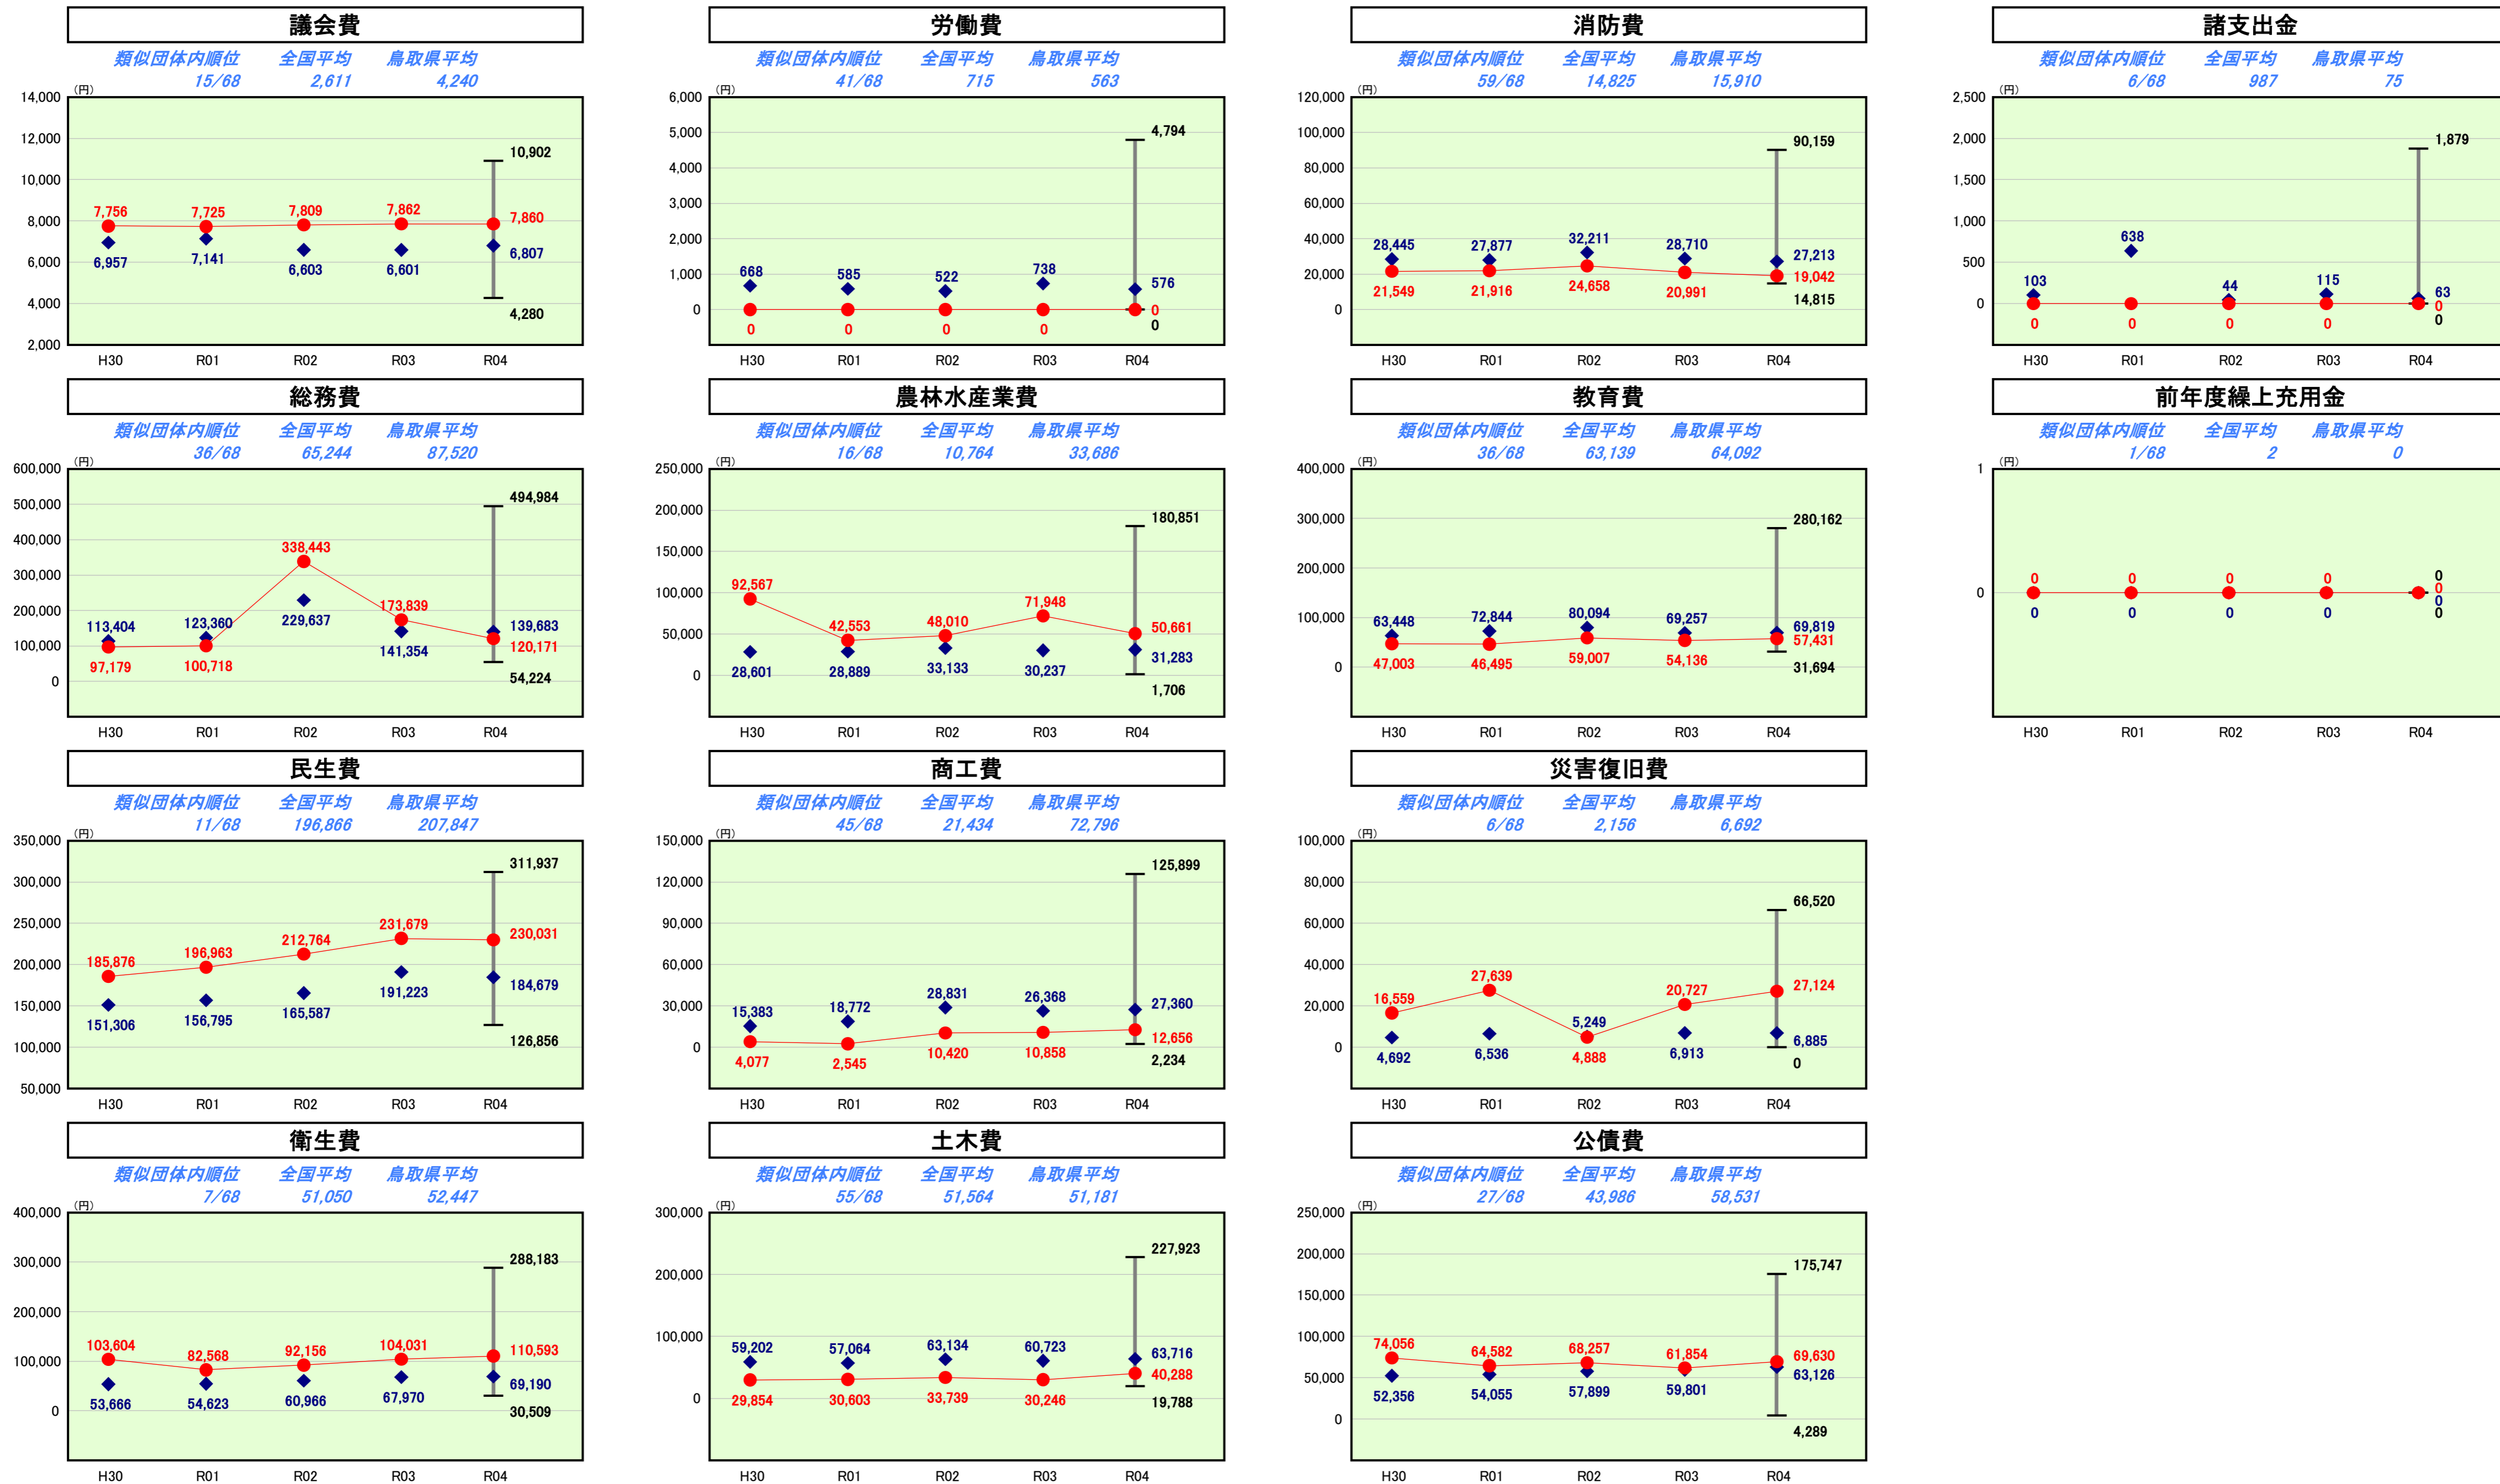 議会費
類似団体内順位 全国平均 鳥取県平均
15/68 2,611 4,240
(円)
14,000
12,000
10,000
8,000
6,000
4,000
2,000
10,902
7,756 7,725 7,809 7,862 7,860
6,957 7,141 6,603 6,601 6,807
4,280
H30 R01 R02 R03 R04
労働費
類似団体内順位 全国平均 鳥取県平均
41/68 715 563
(円)
6,000
5,000
4,000
3,000
2,000
1,000
0
4,794
668 585 522 738 576
0 0 0 0 0
0
H30 R01 R02 R03 R04
消防費
類似団体内順位 全国平均 鳥取県平均
59/68 14,825 15,910
(円)
120,000
100,000
80,000
60,000
40,000
20,000
0
90,159
28,445 27,877 32,211 28,710 27,213
21,549 21,916 24,658 20,991 19,042
14,815
H30 R01 R02 R03 R04
諸支出金
類似団体内順位 全国平均 鳥取県平均
6/68 987 75
(円)
2,500
2,000
1,500
1,000
500
0
1,879
103 638 44 115 63
0 0 0 0 0
0
H30 R01 R02 R03 R04
総務費
類似団体内順位 全国平均 鳥取県平均
36/68 65,244 87,520
(円)
600,000
500,000
400,000
300,000
200,000
100,000
0
494,984
113,404 123,360 229,637 141,354 139,683
97,179 100,718 338,443 173,839 120,171
54,224
H30 R01 R02 R03 R04
農林水産業費
類似団体内順位 全国平均 鳥取県平均
16/68 10,764 33,686
(円)
250,000
200,000
150,000
100,000
50,000
0
180,851
92,567 42,553 48,010 71,948 50,661
28,601 28,889 33,133 30,237 31,283
1,706
H30 R01 R02 R03 R04
教育費
類似団体内順位 全国平均 鳥取県平均
36/68 63,139 64,092
(円)
400,000
300,000
200,000
100,000
0
280,162
63,448 72,844 80,094 69,257 69,819
47,003 46,495 59,007 54,136 57,431
31,694
H30 R01 R02 R03 R04
前年度繰上充用金
類似団体内順位 全国平均 鳥取県平均
1/68 2 0
(円)
1
0
0
0 0 0 0 0
0 0 0 0 0
0
H30 R01 R02 R03 R04
民生費
類似団体内順位 全国平均 鳥取県平均
11/68 196,866 207,847
(円)
350,000
300,000
250,000
200,000
150,000
100,000
50,000
311,937
185,876 196,963 212,764 231,679 230,031
151,306 156,795 165,587 191,223 184,679
126,856
H30 R01 R02 R03 R04
商工費
類似団体内順位 全国平均 鳥取県平均
45/68 21,434 72,796
(円)
150,000
120,000
90,000
60,000
30,000
0
125,899
15,383 18,772 28,831 26,368 27,360
4,077 2,545 10,420 10,858 12,656
2,234
H30 R01 R02 R03 R04
災害復旧費
類似団体内順位 全国平均 鳥取県平均
6/68 2,156 6,692
(円)
100,000
80,000
60,000
40,000
20,000
0
66,520
16,559 27,639 5,249 20,727 27,124
4,692 6,536 4,888 6,913 6,885
0
H30 R01 R02 R03 R04
衛生費
類似団体内順位 全国平均 鳥取県平均
7/68 51,050 52,447
(円)
400,000
300,000
200,000
100,000
0
288,183
103,604 82,568 92,156 104,031 110,593
53,666 54,623 60,966 67,970 69,190
30,509
H30 R01 R02 R03 R04
土木費
類似団体内順位 全国平均 鳥取県平均
55/68 51,564 51,181
(円)
300,000
200,000
100,000
0
227,923
59,202 57,064 63,134 60,723 63,716
29,854 30,603 33,739 30,246 40,288
19,788
H30 R01 R02 R03 R04
公債費
類似団体内順位 全国平均 鳥取県平均
27/68 43,986 58,531
(円)
250,000
200,000
150,000
100,000
50,000
0
175,747
74,056 64,582 68,257 61,854 69,630
52,356 54,055 57,899 59,801 63,126
4,289
H30 R01 R02 R03 R04